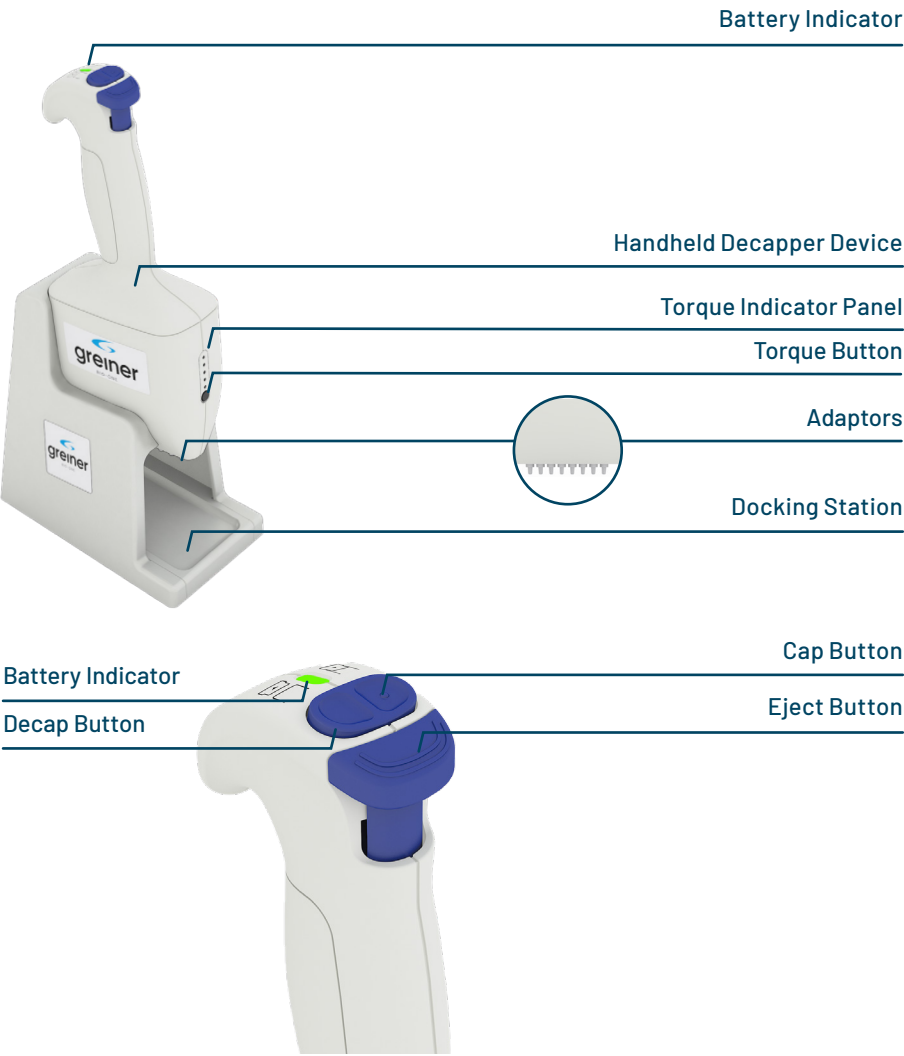 Battery Indicator
Handheld Decapper Device
Torque Indicator Panel
greiner
Torque Button
Adaptors
greiner
Docking Station
Cap Button
Battery Indicator
Eject Button
Decap Button